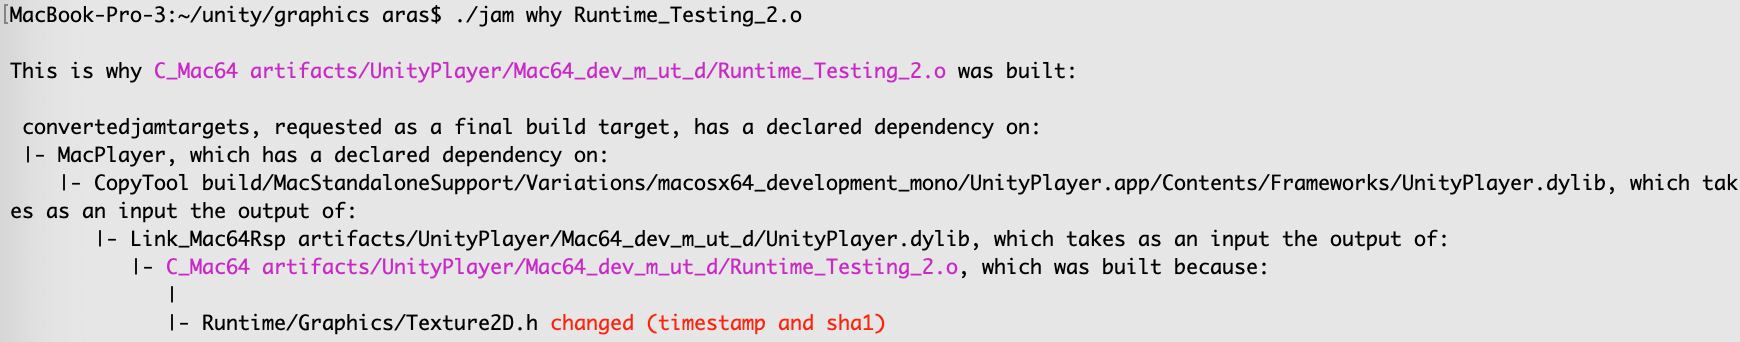 [MacBook-Pro-3:~/unity/graphics aras$ ./jam why Runtime_Testing_2.o
This is why C_Mac64 artifacts/UnityPlayer/Mac64_dev_m_ut_d/Runtime_Testing_2.o was built:
convertedjamtargets, requested as a final build target, has a declared dependency on:
|- MacPlayer, which has a declared dependency on:
|- CopyTool build/MacStandaloneSupport/Variations/macosx64_development_mono/UnityPlayer.app/Contents/Frameworks/UnityPlayer.dylib, which tak
es as an input the output of:
|- Link_Mac64Rsp artifacts/UnityPlayer/Mac64_dev_m_ut_d/UnityPlayer.dylib, which takes as an input the output of:
|- C_Mac64 artifacts/UnityPlayer/Mac64_dev_m_ut_d/Runtime_Testing_2.o, which was built because:
|
|- Runtime/Graphics/Texture2D.h changed (timestamp and sha1)